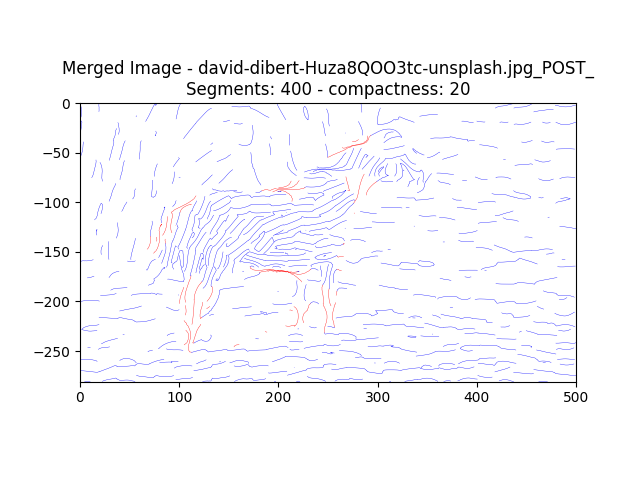 Merged Image - david-dibert-Huza8QOO3tc-unsplash.jpg_POST_
Segments: 400 - compactness: 20
0
−50
−100
−150
−200
−250
0 100 200 300 400 500